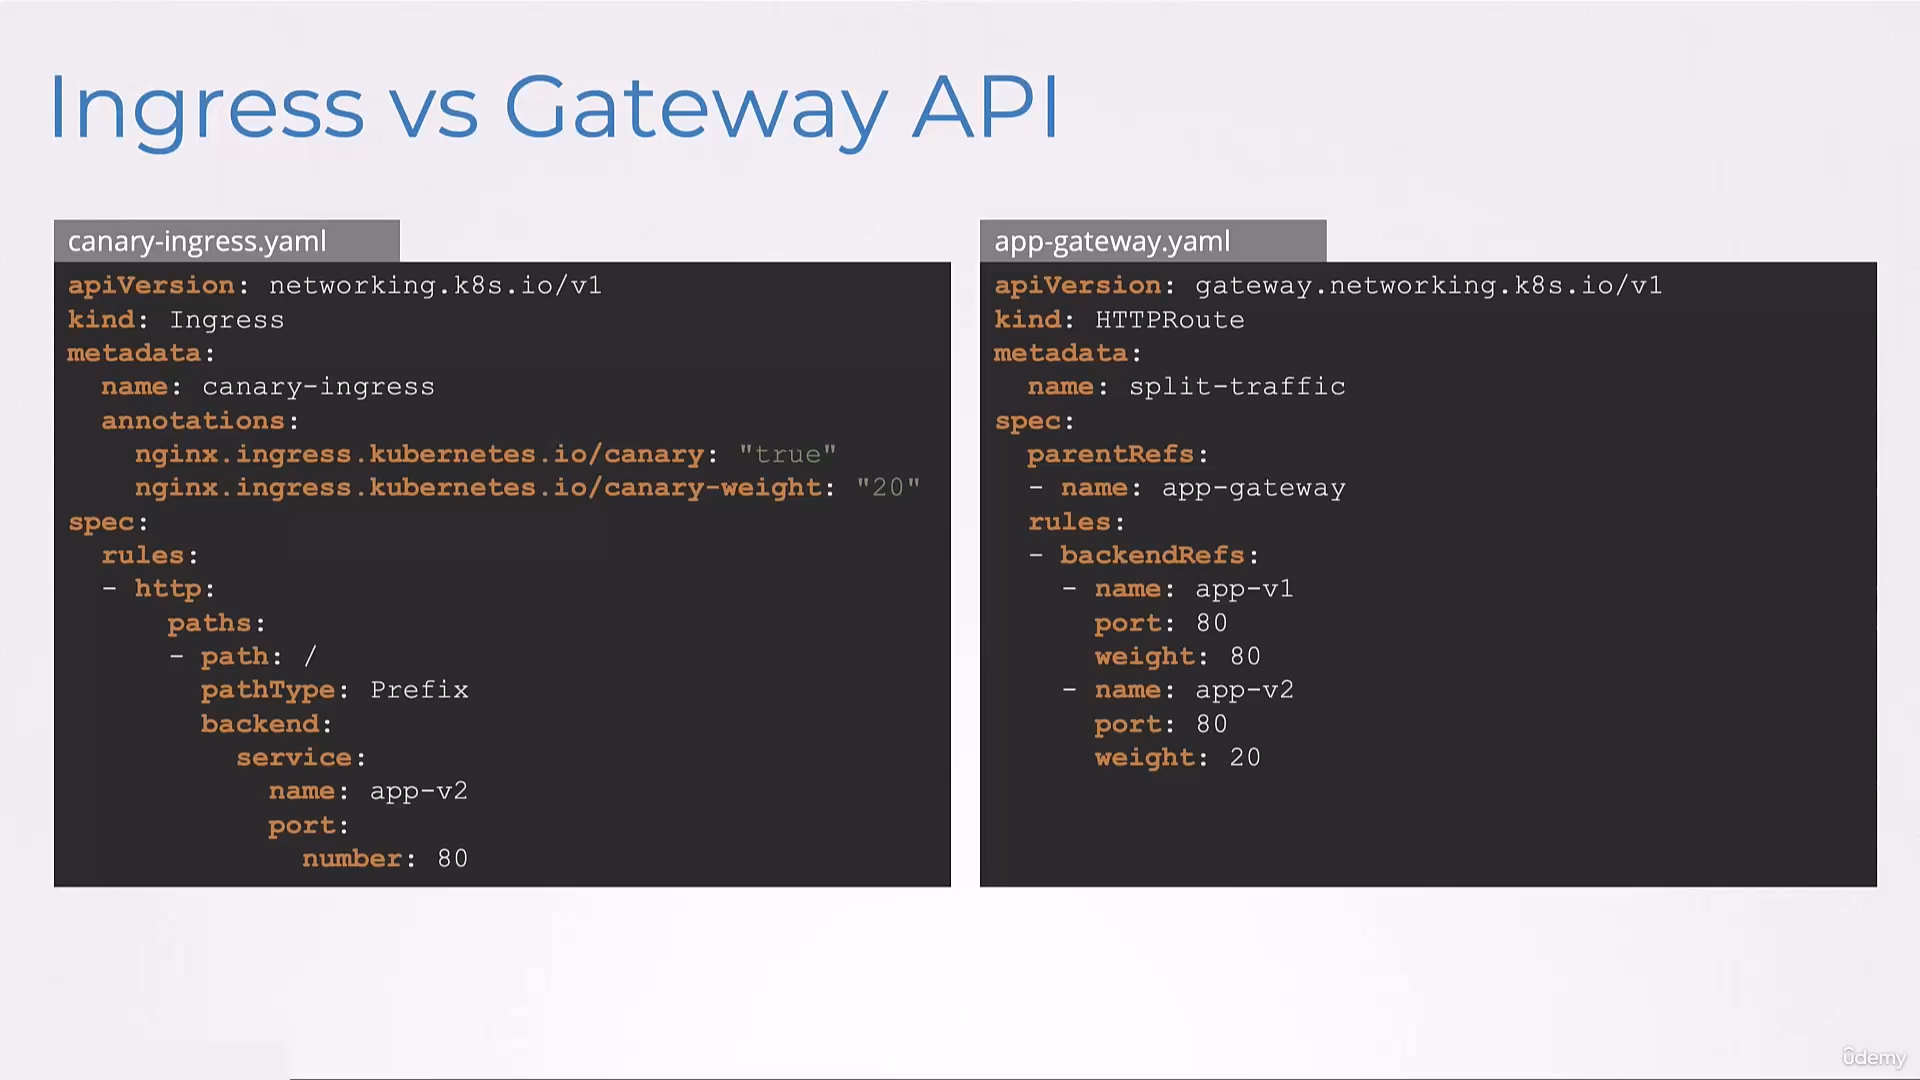 Ingress vs Gateway API
canary-ingress.yaml
apiVersion: networking.k8s.io/v1
kind: Ingress
metadata:
  name: canary-ingress
  annotations:
    nginx.ingress.kubernetes.io/canary: "true"
    nginx.ingress.kubernetes.io/canary-weight: "20"
spec:
  rules:
  - http:
      paths:
      - path: /
        pathType: Prefix
        backend:
          service:
            name: app-v2
            port:
              number: 80
app-gateway.yaml
apiVersion: gateway.networking.k8s.io/v1
kind: HTTPRoute
metadata:
  name: split-traffic
spec:
  parentRefs:
  - name: app-gateway
  rules:
  - backendRefs:
    - name: app-v1
      port: 80
      weight: 80
    - name: app-v2
      port: 80
      weight: 20
ûdemy